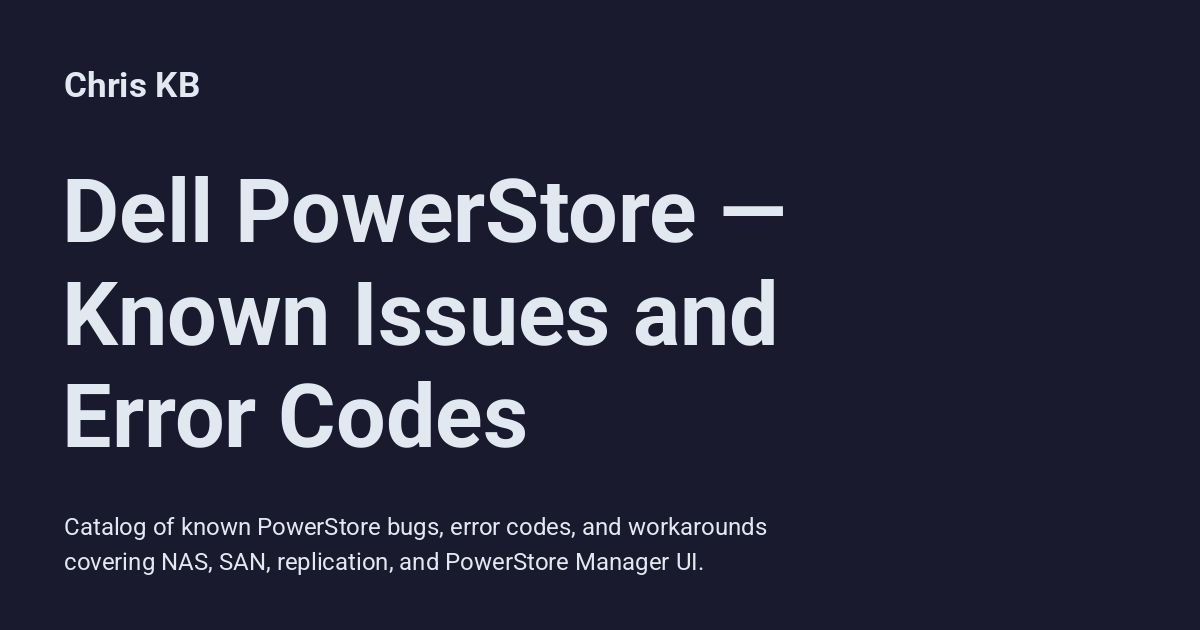 Chris KB
Dell PowerStore —
Known Issues and
Error Codes
Catalog of known PowerStore bugs, error codes, and workarounds
covering NAS, SAN, replication, and PowerStore Manager UI.